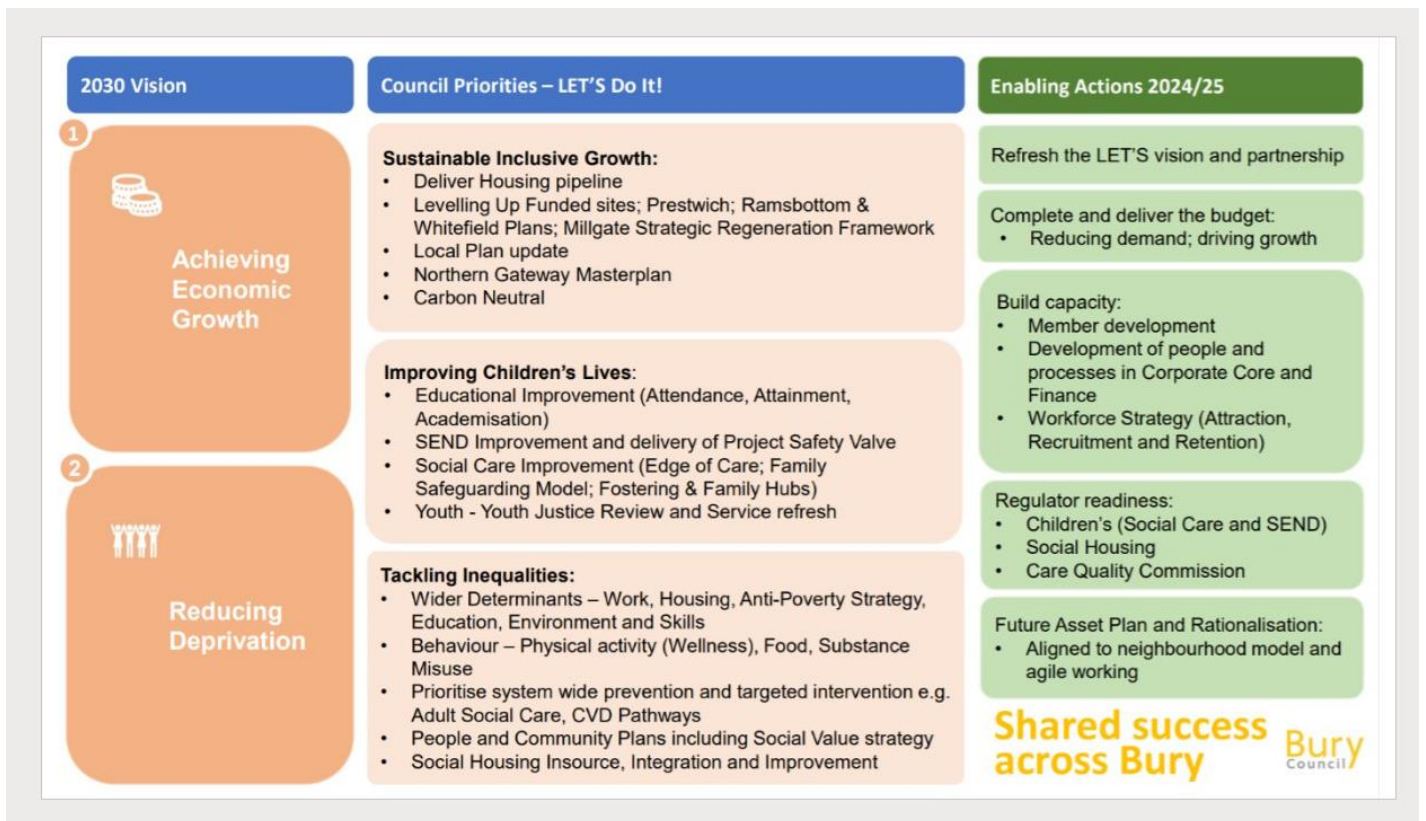 2030 Vision
Council Priorities – LET'S Do It!
Enabling Actions 2024/25
1
Achieving
Economic
Growth
2
Reducing
Deprivation
Sustainable Inclusive Growth:
• Deliver Housing pipeline
• Levelling Up Funded sites; Prestwich; Ramsbottom &
Whitefield Plans; Millgate Strategic Regeneration Framework
• Local Plan update
• Northern Gateway Masterplan
• Carbon Neutral
Improving Children's Lives:
• Educational Improvement (Attendance, Attainment,
Academisation)
• SEND Improvement and delivery of Project Safety Valve
• Social Care Improvement (Edge of Care; Family
Safeguarding Model; Fostering & Family Hubs)
• Youth - Youth Justice Review and Service refresh
Tackling Inequalities:
• Wider Determinants – Work, Housing, Anti-Poverty Strategy,
Education, Environment and Skills
• Behaviour – Physical activity (Wellness), Food, Substance
Misuse
• Prioritise system wide prevention and targeted intervention e.g.
Adult Social Care, CVD Pathways
• People and Community Plans including Social Value strategy
• Social Housing Insource, Integration and Improvement
Refresh the LET'S vision and partnership
Complete and deliver the budget:
• Reducing demand; driving growth
Build capacity:
• Member development
• Development of people and
processes in Corporate Core and
Finance
• Workforce Strategy (Attraction,
Recruitment and Retention)
Regulator readiness:
• Children's (Social Care and SEND)
• Social Housing
• Care Quality Commission
Future Asset Plan and Rationalisation:
• Aligned to neighbourhood model and
agile working
Shared success
across Bury
Bury
Council